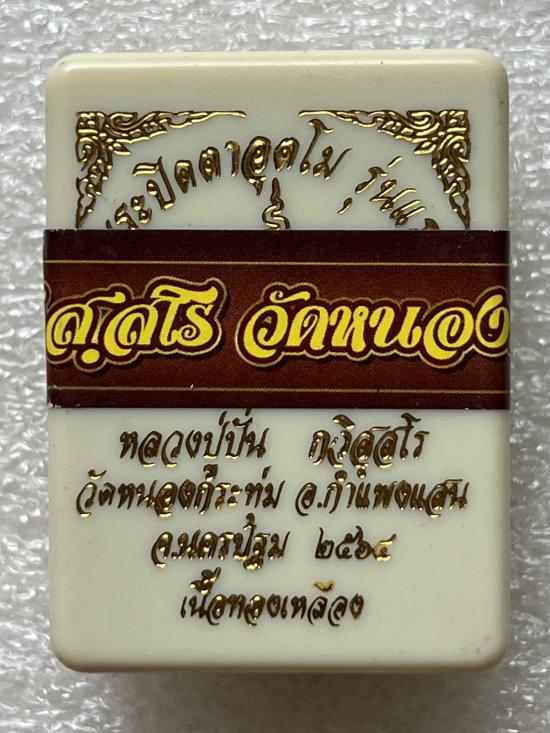 พระปิดตาอุตตโม รุ่นแ
ส.ุสโร วัดหนอง
หลวงปู่ปั่น กวิสฺสโร
วัดหนองกระทุ่ม อ.กำแพงแสน
จ.นครปฐม ๒๕๖๔
เนื้อทองเหลือง